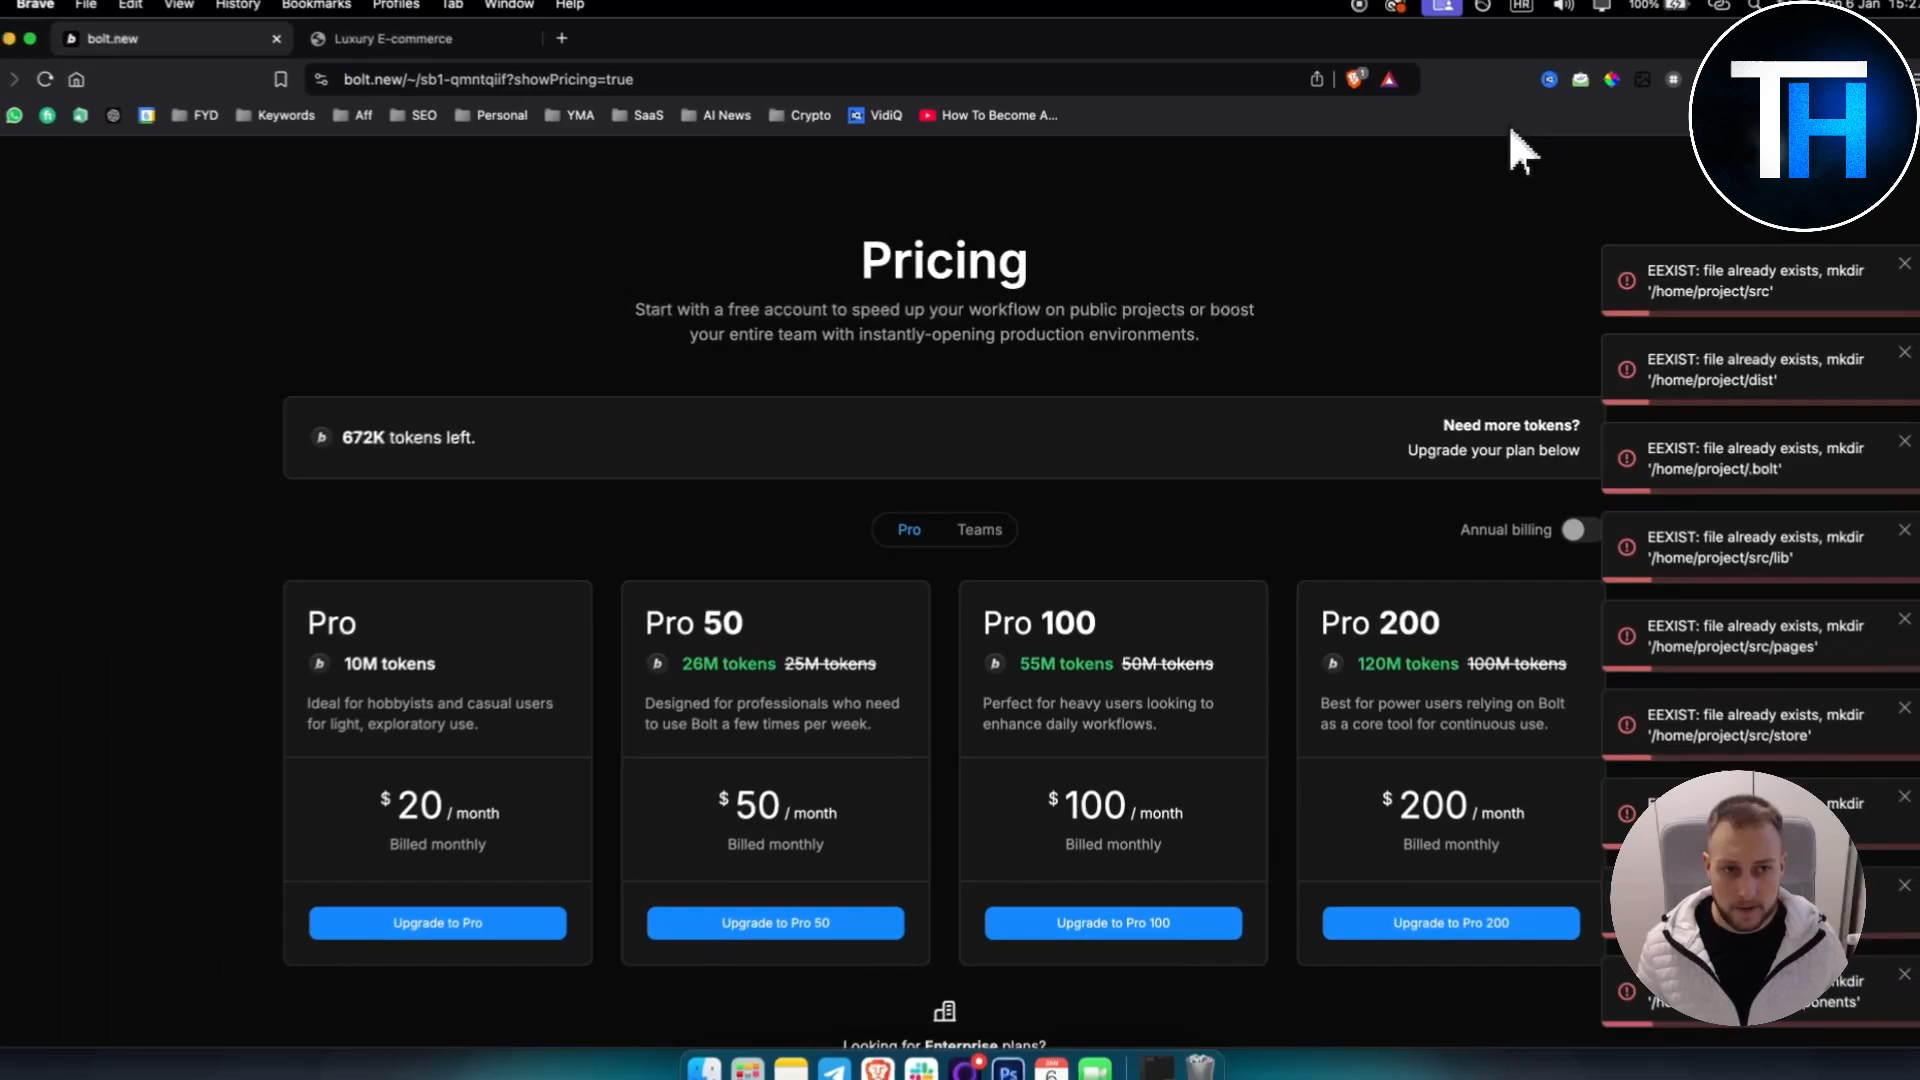 Brave File Edit View History Bookmarks Profiles Tab Window Help
HR 100% Mon 6 Jan 15:2
bolt.new
Luxury E-commerce
bolt.new/~/sb1-qmntqiif?showPricing=true
FYD Keywords Aff SEO Personal YMA SaaS AI News Crypto VidiQ How To Become A...
TH
Pricing
Start with a free account to speed up your workflow on public projects or boost
your entire team with instantly-opening production environments.
672K tokens left.
Need more tokens?
Upgrade your plan below
Pro Teams
Annual billing
Pro
10M tokens
Ideal for hobbyists and casual users
for light, exploratory use.
$ 20 / month
Billed monthly
Upgrade to Pro
Pro 50
26M tokens 25M tokens
Designed for professionals who need
to use Bolt a few times per week.
$ 50 / month
Billed monthly
Upgrade to Pro 50
Pro 100
55M tokens 50M tokens
Perfect for heavy users looking to
enhance daily workflows.
$ 100 / month
Billed monthly
Upgrade to Pro 100
Pro 200
120M tokens 100M tokens
Best for power users relying on Bolt
as a core tool for continuous use.
$ 200 / month
Billed monthly
Upgrade to Pro 200
Looking for Enterprise plans?
EEXIST: file already exists, mkdir
'/home/project/src'
EEXIST: file already exists, mkdir
'/home/project/dist'
EEXIST: file already exists, mkdir
'/home/project/.bolt'
EEXIST: file already exists, mkdir
'/home/project/src/lib'
EEXIST: file already exists, mkdir
'/home/project/src/pages'
EEXIST: file already exists, mkdir
'/home/project/src/store'
mkdir
mkdir
onents'
Ps
6